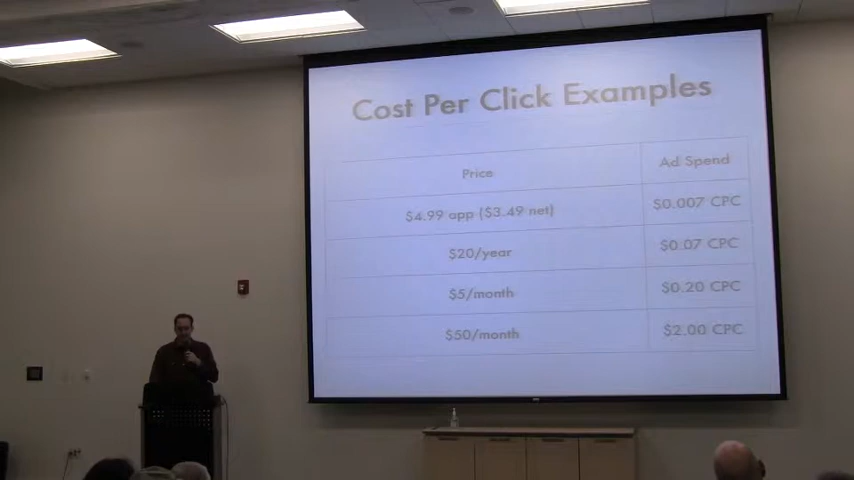 Cost Per Click Examples
Price Ad Spend
$4.99 app ($3.49 net) $0.007 CPC
$20/year $0.07 CPC
$5/month $0.20 CPC
$50/month $2.00 CPC